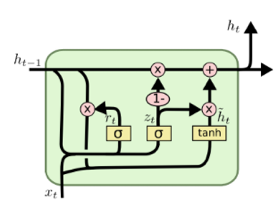 h_t
h_{t-1}
x +
1-
x r_t z_t x h̃_t
σ σ tanh
x_t